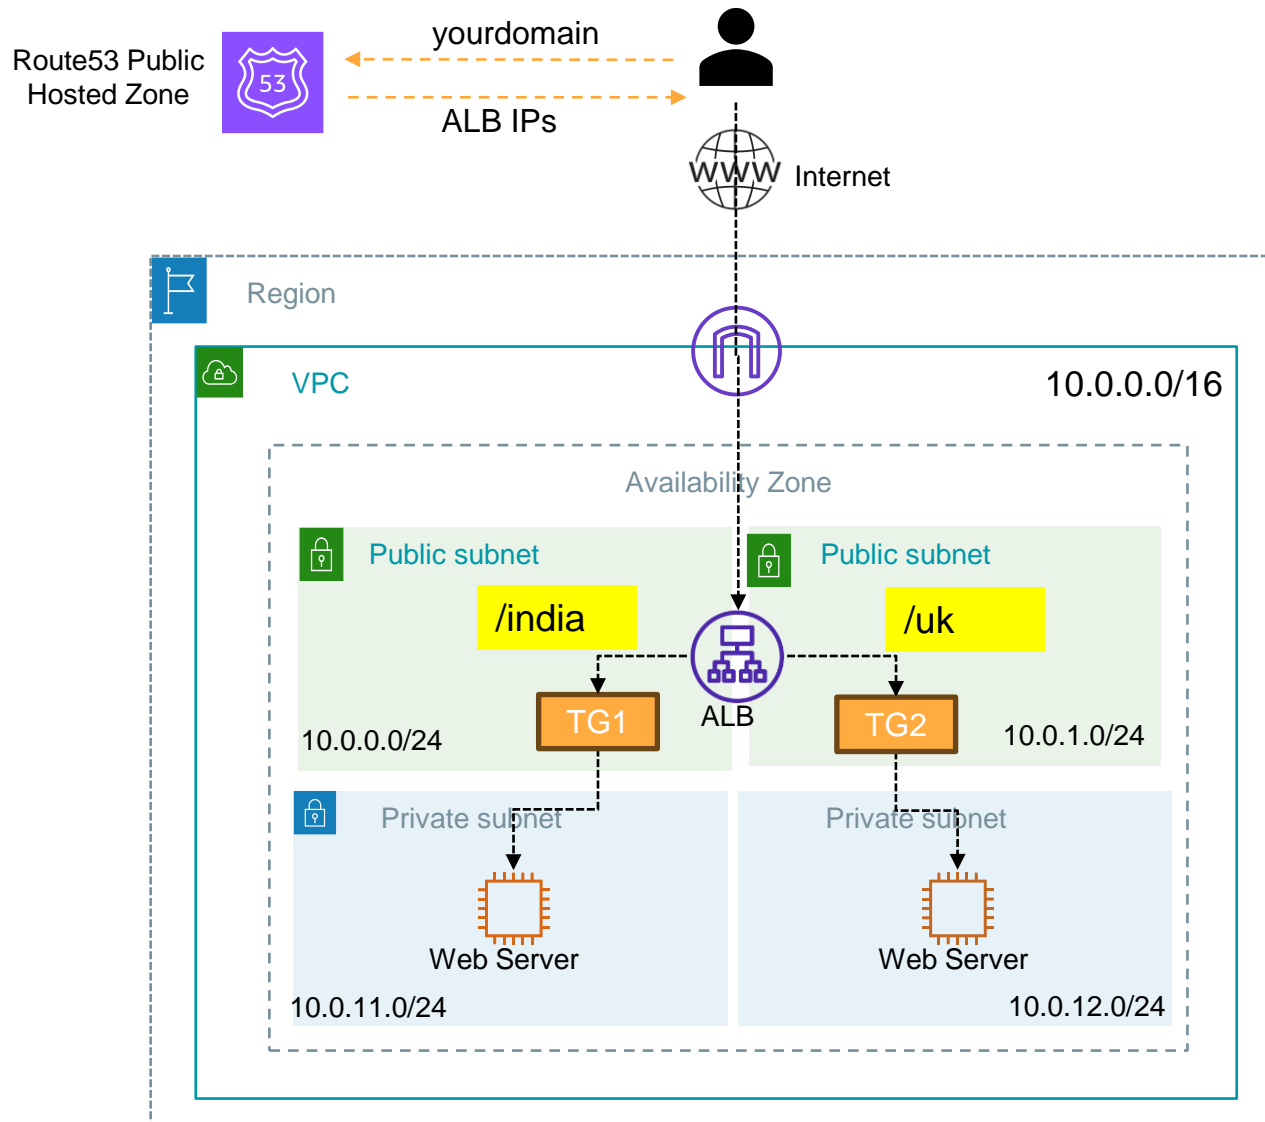 yourdomain
Route53 Public
Hosted Zone
53
ALB IPs
WWW
Internet
Region
VPC
10.0.0.0/16
Availability Zone
Public subnet
Public subnet
/india
/uk
TG1
ALB
TG2
10.0.0.0/24
10.0.1.0/24
Private subnet
Private subnet
Web Server
Web Server
10.0.11.0/24
10.0.12.0/24